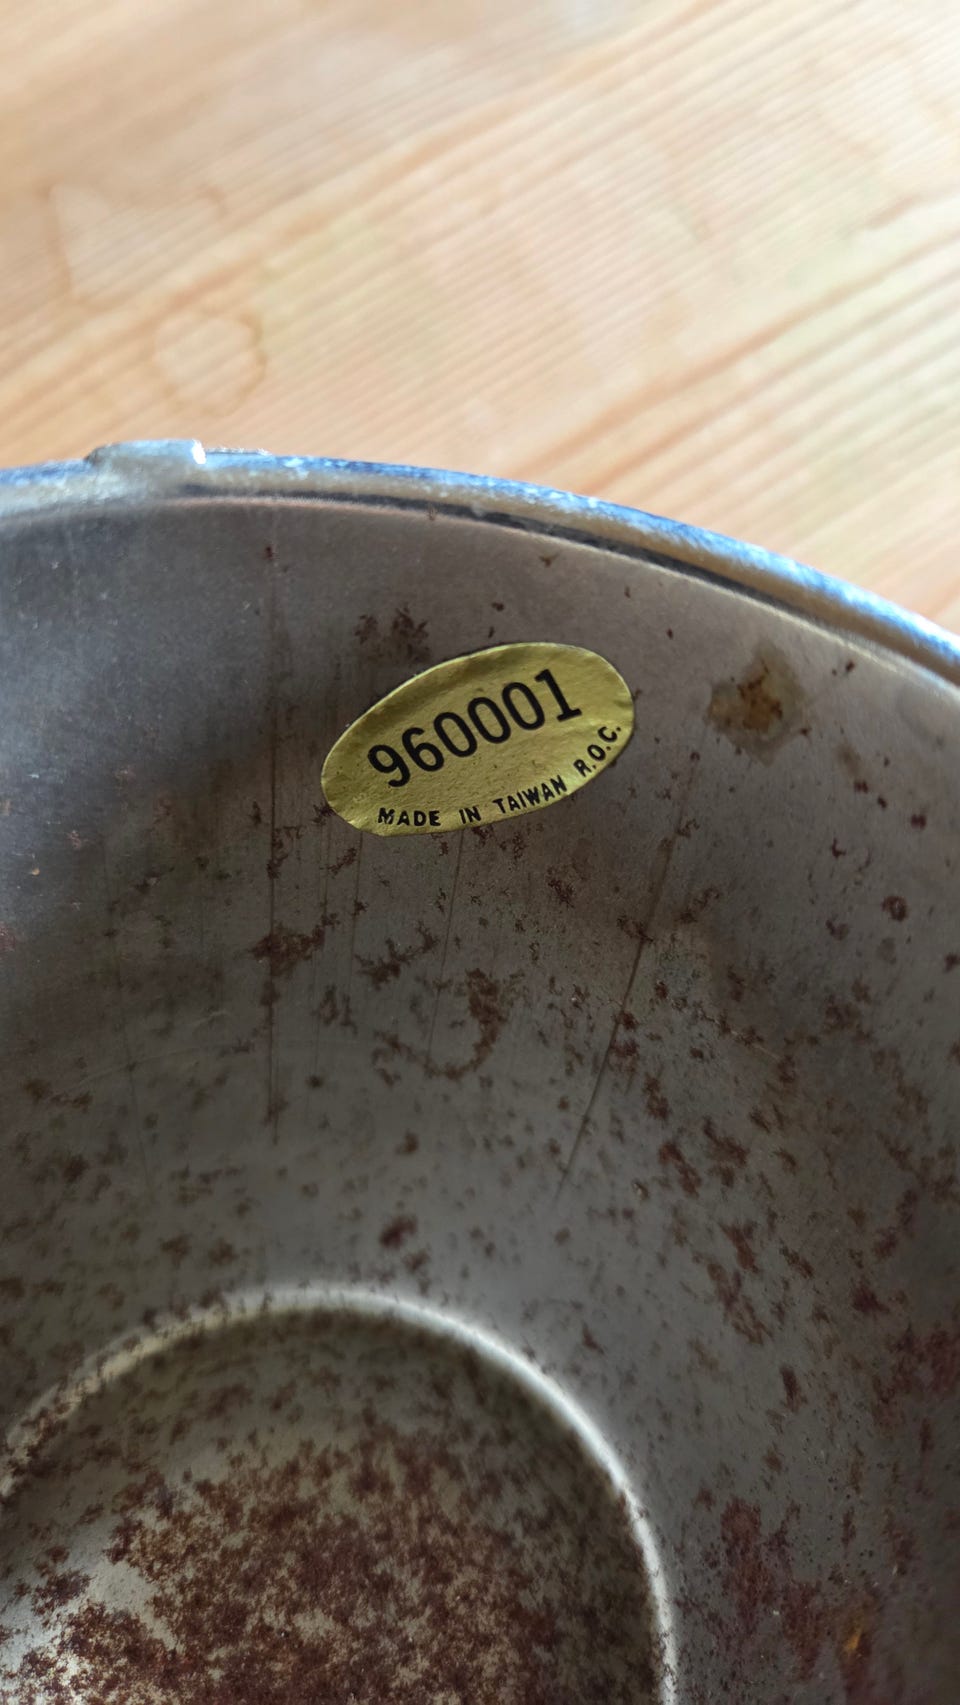 960001
MADE IN TAIWAN R.O.C.